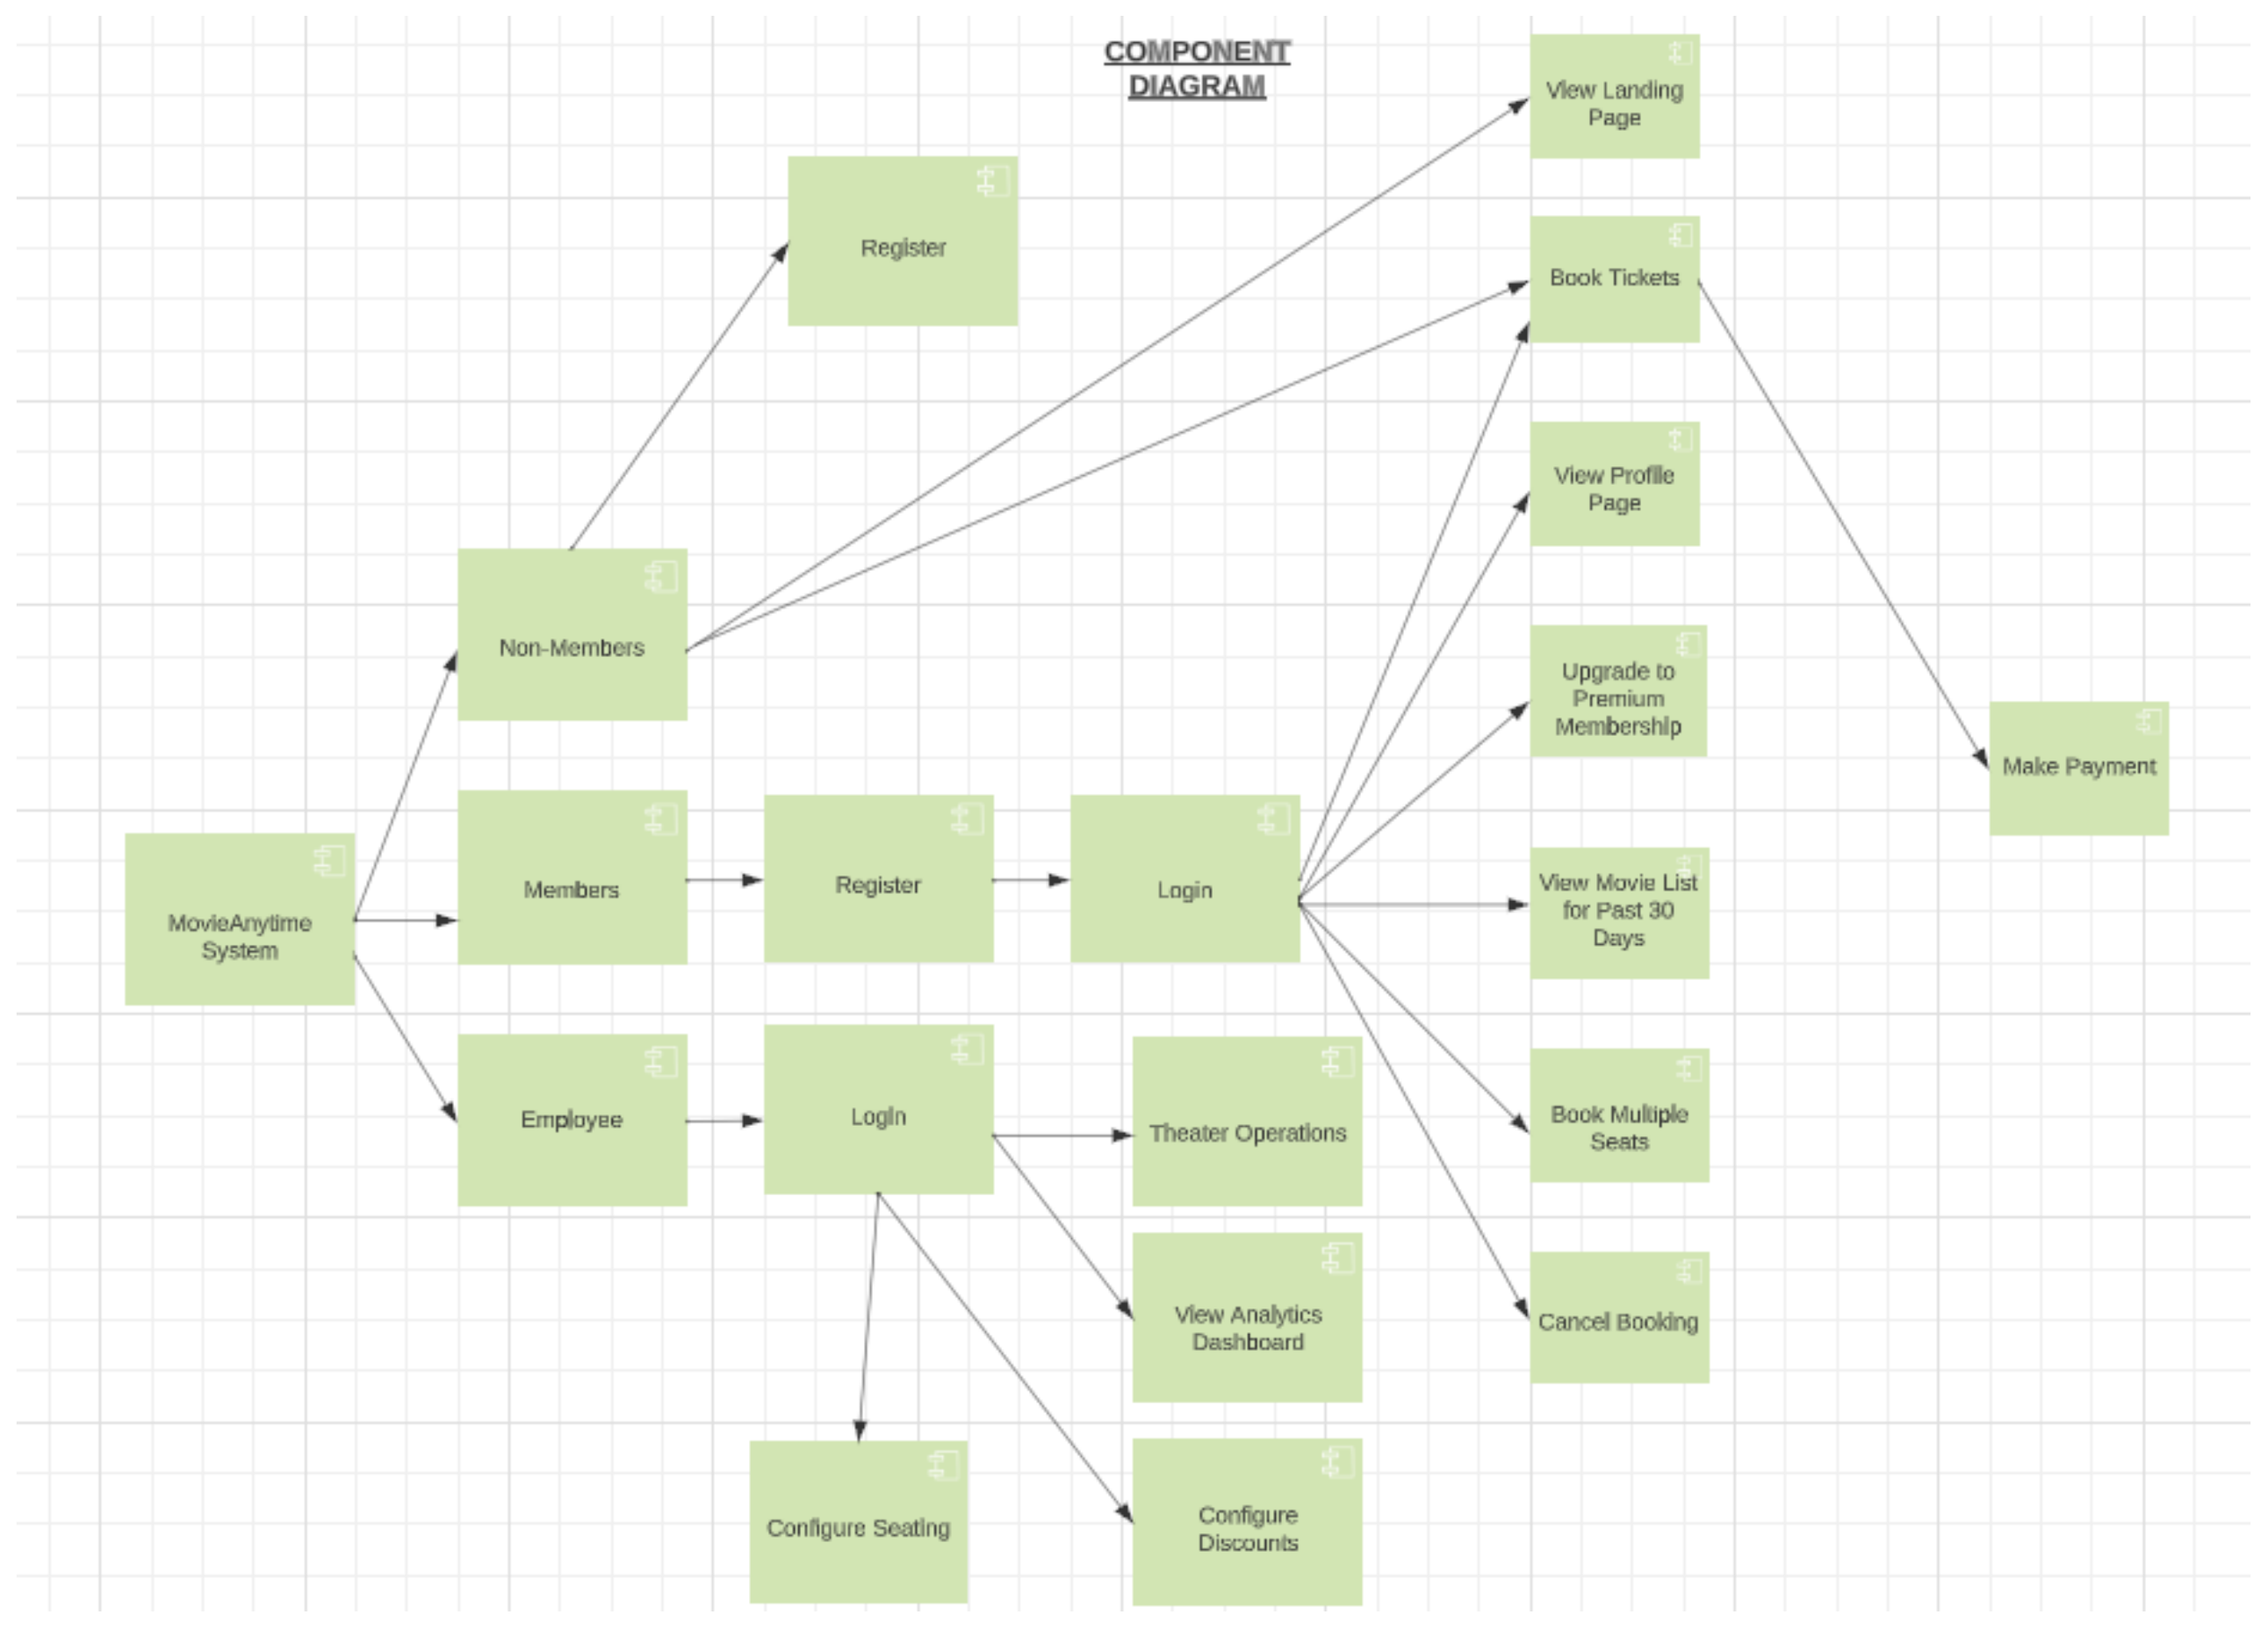 COMPONENT
DIAGRAM
View Landing
Page
Register
Book Tickets
View Profile
Page
Non-Members
Upgrade to
Premium
Membership
Make Payment
Members
Register
Login
View Movie List
for Past 30
Days
MovieAnytime
System
Employee
Login
Theater Operations
Book Multiple
Seats
View Analytics
Dashboard
Cancel Booking
Configure Seating
Configure
Discounts